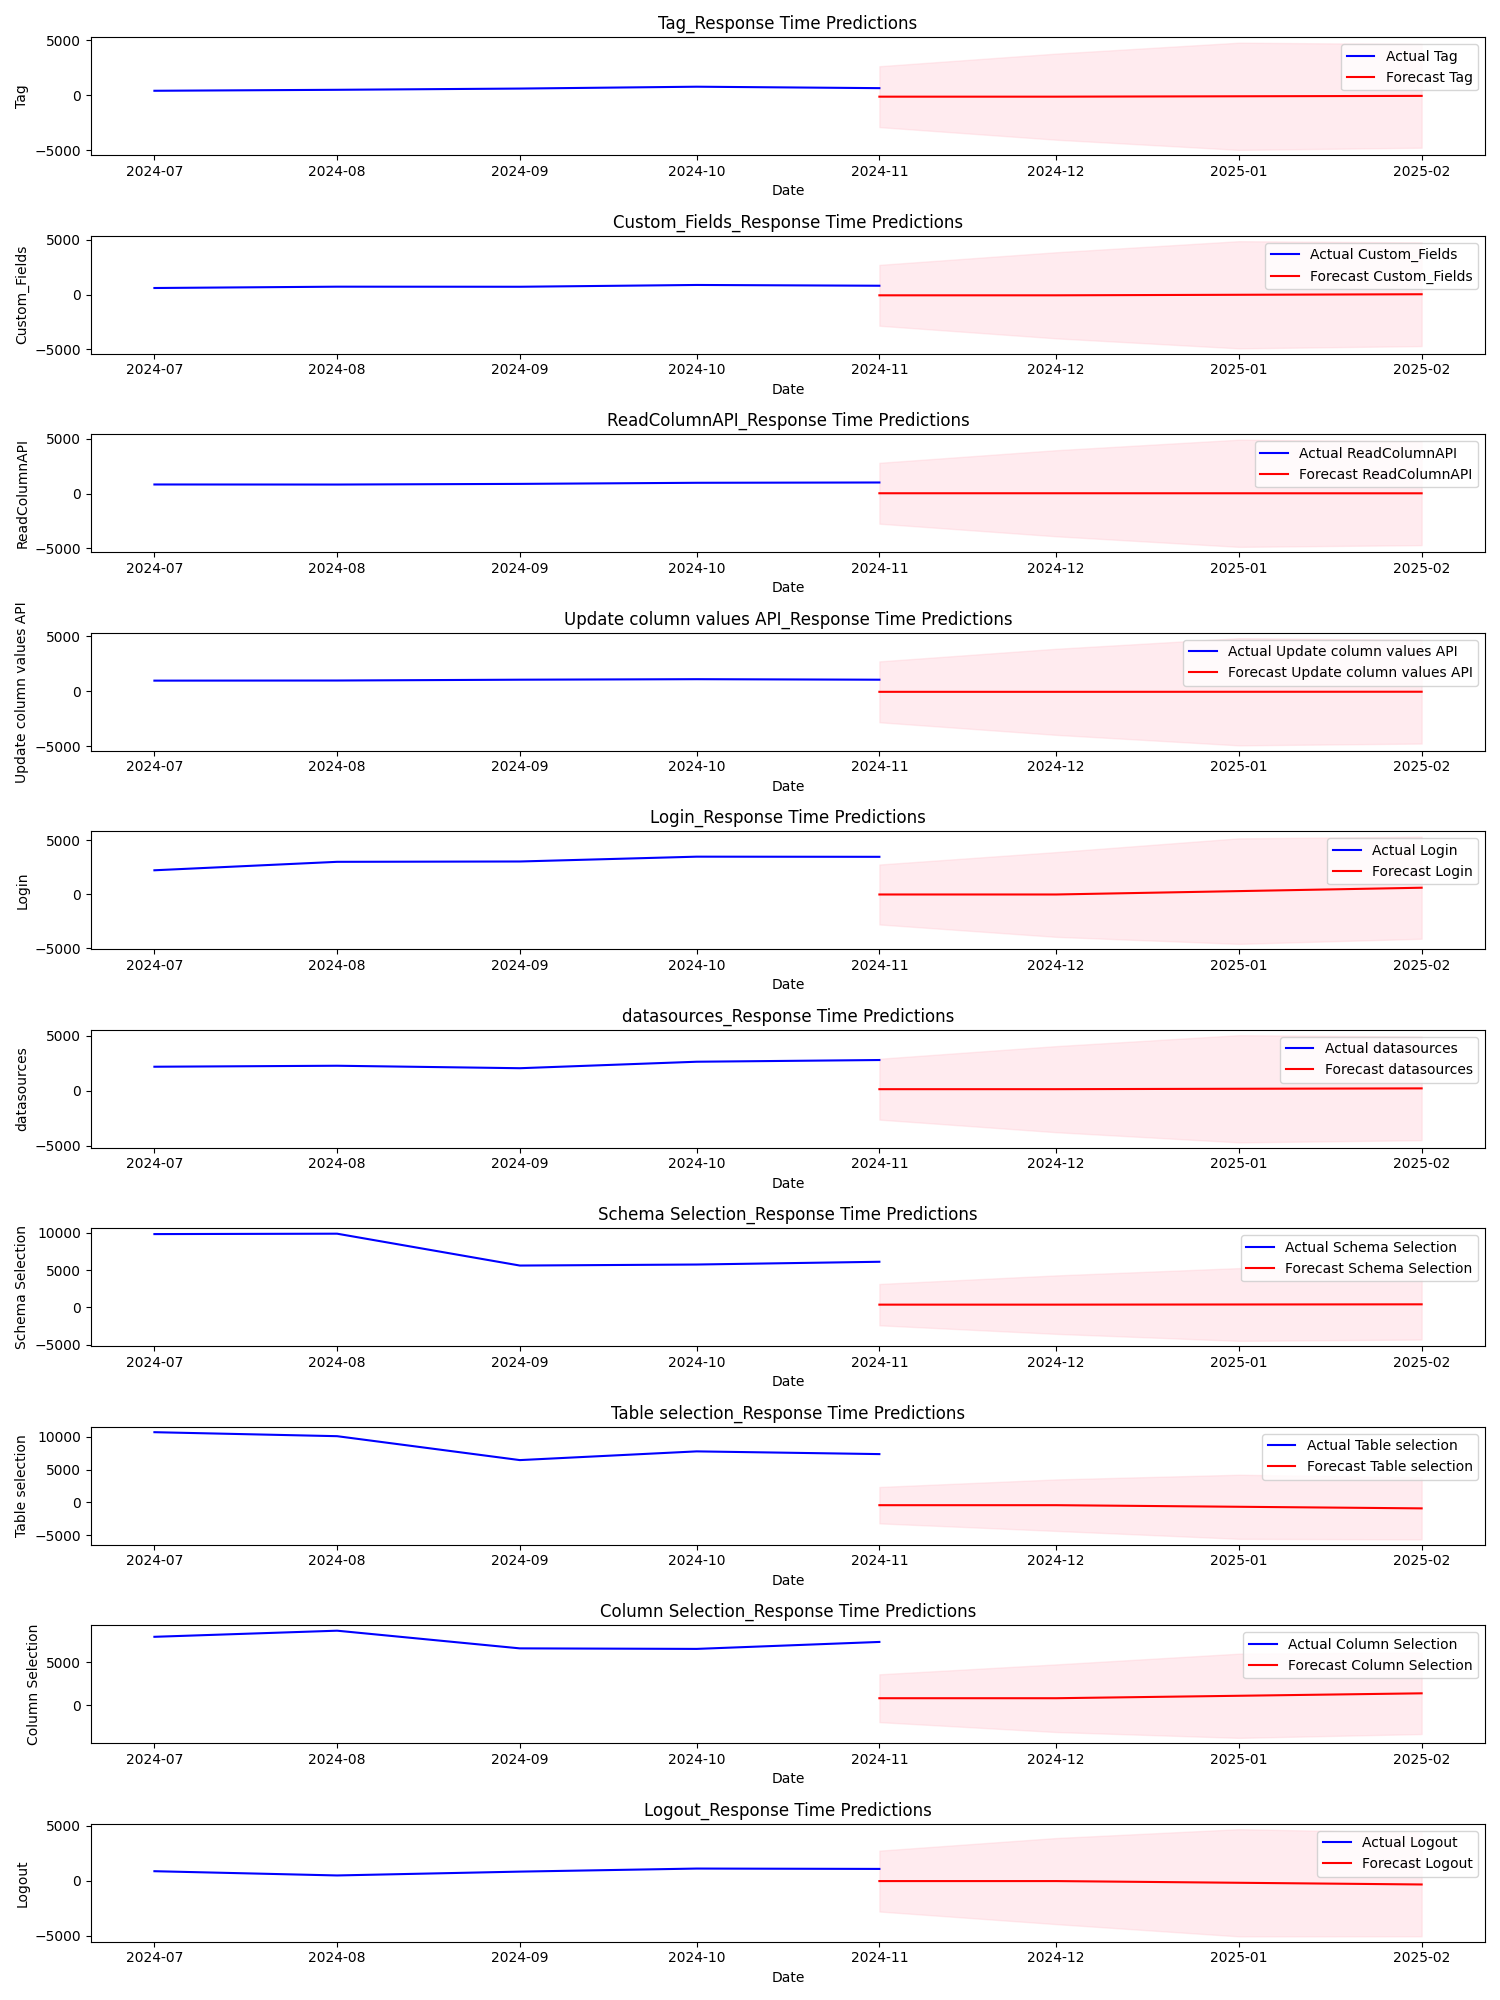 Tag_Response Time Predictions
5000
0
−5000
Tag
Actual Tag
Forecast Tag
2024-07 2024-08 2024-09 2024-10 2024-11 2024-12 2025-01 2025-02
Date
Custom_Fields_Response Time Predictions
5000
0
−5000
Custom_Fields
Actual Custom_Fields
Forecast Custom_Fields
2024-07 2024-08 2024-09 2024-10 2024-11 2024-12 2025-01 2025-02
Date
ReadColumnAPI_Response Time Predictions
5000
0
−5000
ReadColumnAPI
Actual ReadColumnAPI
Forecast ReadColumnAPI
2024-07 2024-08 2024-09 2024-10 2024-11 2024-12 2025-01 2025-02
Date
Update column values API_Response Time Predictions
5000
0
−5000
Update column values API
Actual Update column values API
Forecast Update column values API
2024-07 2024-08 2024-09 2024-10 2024-11 2024-12 2025-01 2025-02
Date
Login_Response Time Predictions
5000
0
−5000
Login
Actual Login
Forecast Login
2024-07 2024-08 2024-09 2024-10 2024-11 2024-12 2025-01 2025-02
Date
datasources_Response Time Predictions
5000
0
−5000
datasources
Actual datasources
Forecast datasources
2024-07 2024-08 2024-09 2024-10 2024-11 2024-12 2025-01 2025-02
Date
Schema Selection_Response Time Predictions
10000
5000
0
−5000
Schema Selection
Actual Schema Selection
Forecast Schema Selection
2024-07 2024-08 2024-09 2024-10 2024-11 2024-12 2025-01 2025-02
Date
Table selection_Response Time Predictions
10000
5000
0
−5000
Table selection
Actual Table selection
Forecast Table selection
2024-07 2024-08 2024-09 2024-10 2024-11 2024-12 2025-01 2025-02
Date
Column Selection_Response Time Predictions
5000
0
Column Selection
Actual Column Selection
Forecast Column Selection
2024-07 2024-08 2024-09 2024-10 2024-11 2024-12 2025-01 2025-02
Date
Logout_Response Time Predictions
5000
0
−5000
Logout
Actual Logout
Forecast Logout
2024-07 2024-08 2024-09 2024-10 2024-11 2024-12 2025-01 2025-02
Date